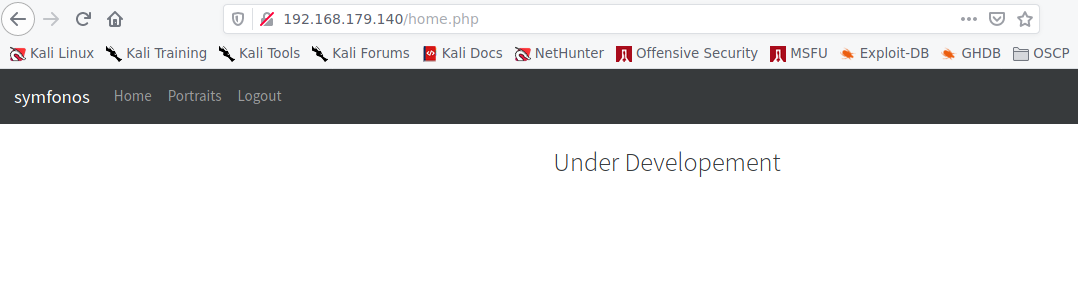 192.168.179.140/home.php
Kali Linux Kali Training Kali Tools Kali Forums Kali Docs NetHunter Offensive Security MSFU Exploit-DB GHDB OSCP
symfonos Home Portraits Logout
Under Developement